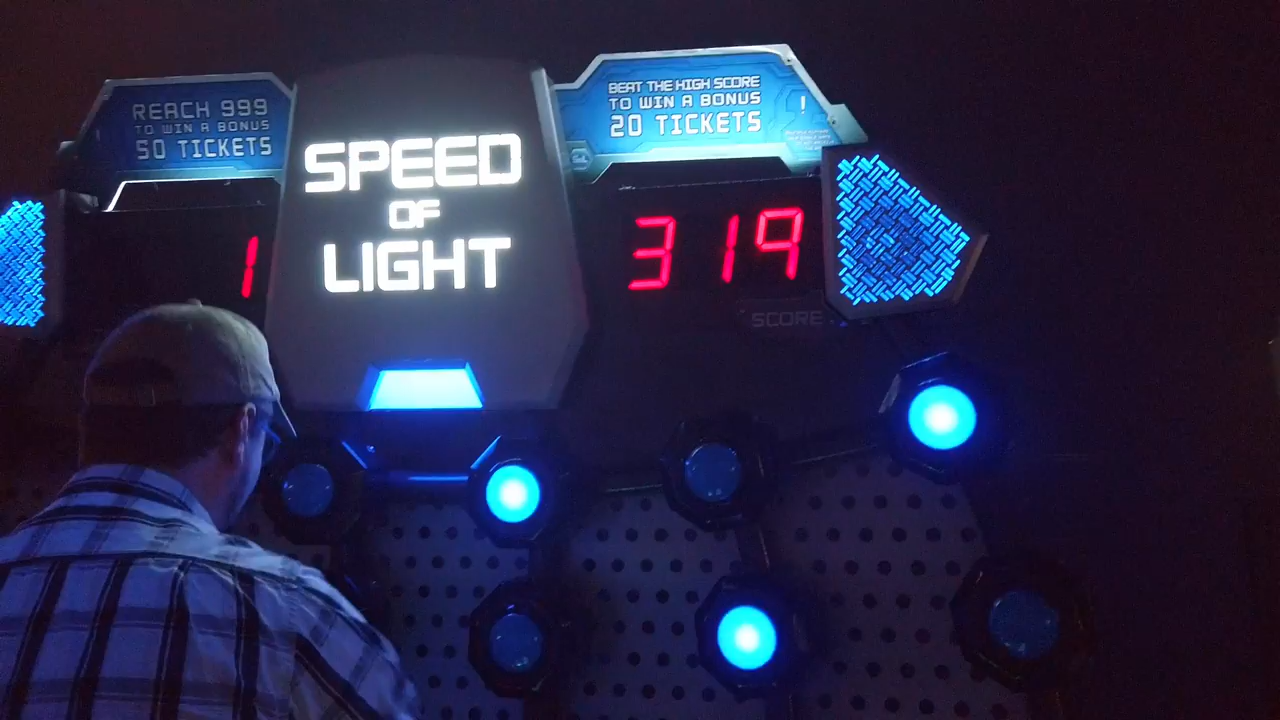 REACH 999
TO WIN A BONUS
50 TICKETS
SPEED
OF
LIGHT
BEAT THE HIGH SCORE
TO WIN A BONUS
20 TICKETS
!
1
319
SCORE